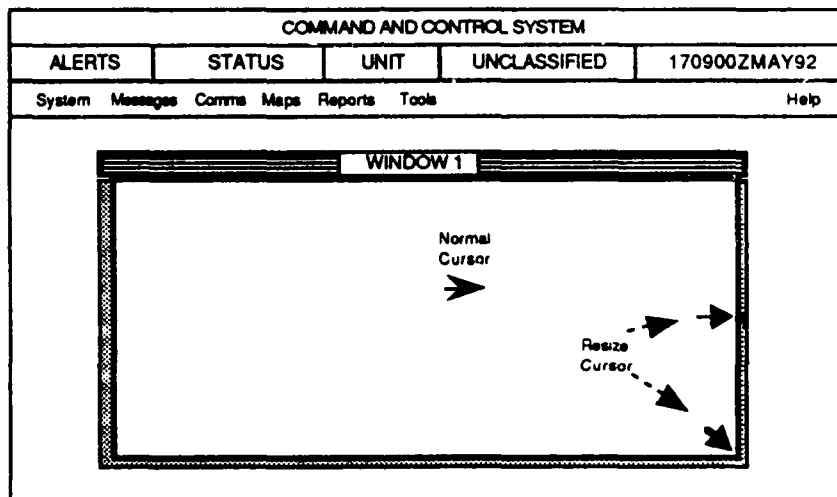 COMMAND AND CONTROL SYSTEM
ALERTS STATUS UNIT UNCLASSIFIED 170900ZMAY92
System Messages Comms Maps Reports Tools Help
WINDOW 1
Normal
Cursor
Resize
Cursor